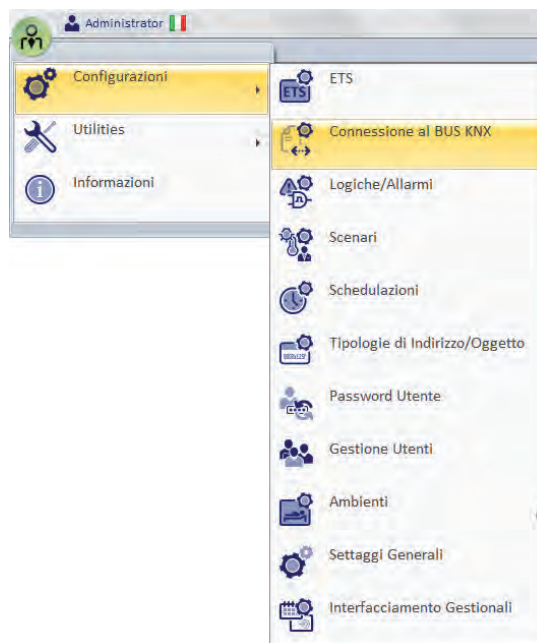 Administrator
Configurazioni
Utilities
Informazioni
ETS
ETS
Connessione al BUS KNX
Logiche/Allarmi
Scenari
Schedulazioni
Tipologie di Indirizzo/Oggetto
Password Utente
Gestione Utenti
Ambienti
Settaggi Generali
Interfacciamento Gestionali